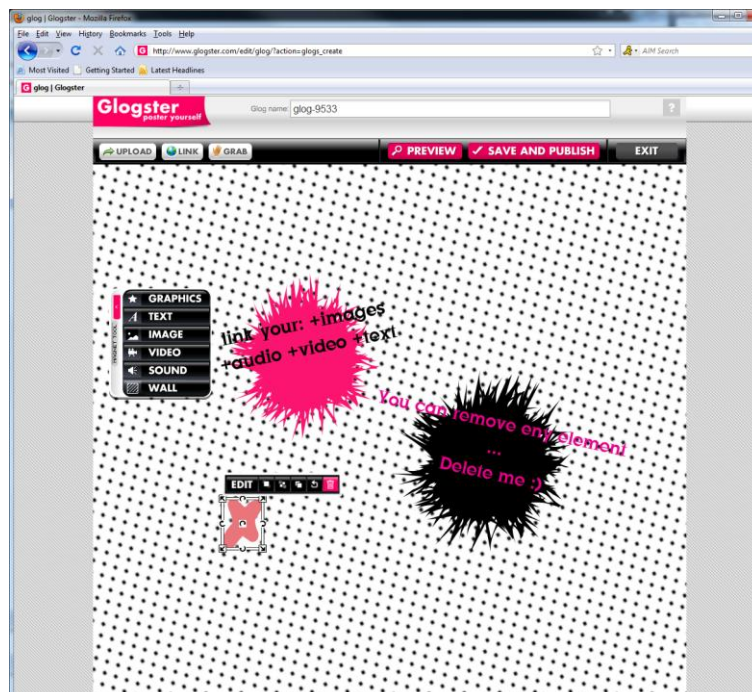 glog | Glogster - Mozilla Firefox
File Edit View History Bookmarks Tools Help
http://www.glogster.com/edit/glog/?action=glogs_create
AIM Search
Most Visited Getting Started Latest Headlines
glog | Glogster
Glogster
poster yourself
Glog name: glog-9533
?
UPLOAD LINK GRAB PREVIEW SAVE AND PUBLISH EXIT
MAGNET TOOL
GRAPHICS
TEXT
IMAGE
VIDEO
SOUND
WALL
link your: +images
+audio +video +text
You can remove eny element
...
Delete me :)
EDIT